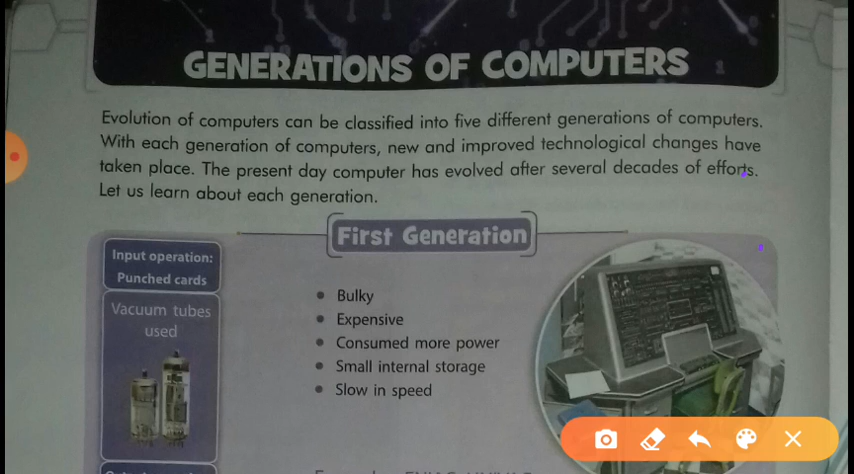 GENERATIONS OF COMPUTERS
Evolution of computers can be classified into five different generations of computers.
With each generation of computers, new and improved technological changes have
taken place. The present day computer has evolved after several decades of efforts.
Let us learn about each generation.
First Generation
Input operation:
Punched cards
Vacuum tubes
used
Bulky
Expensive
Consumed more power
Small internal storage
Slow in speed